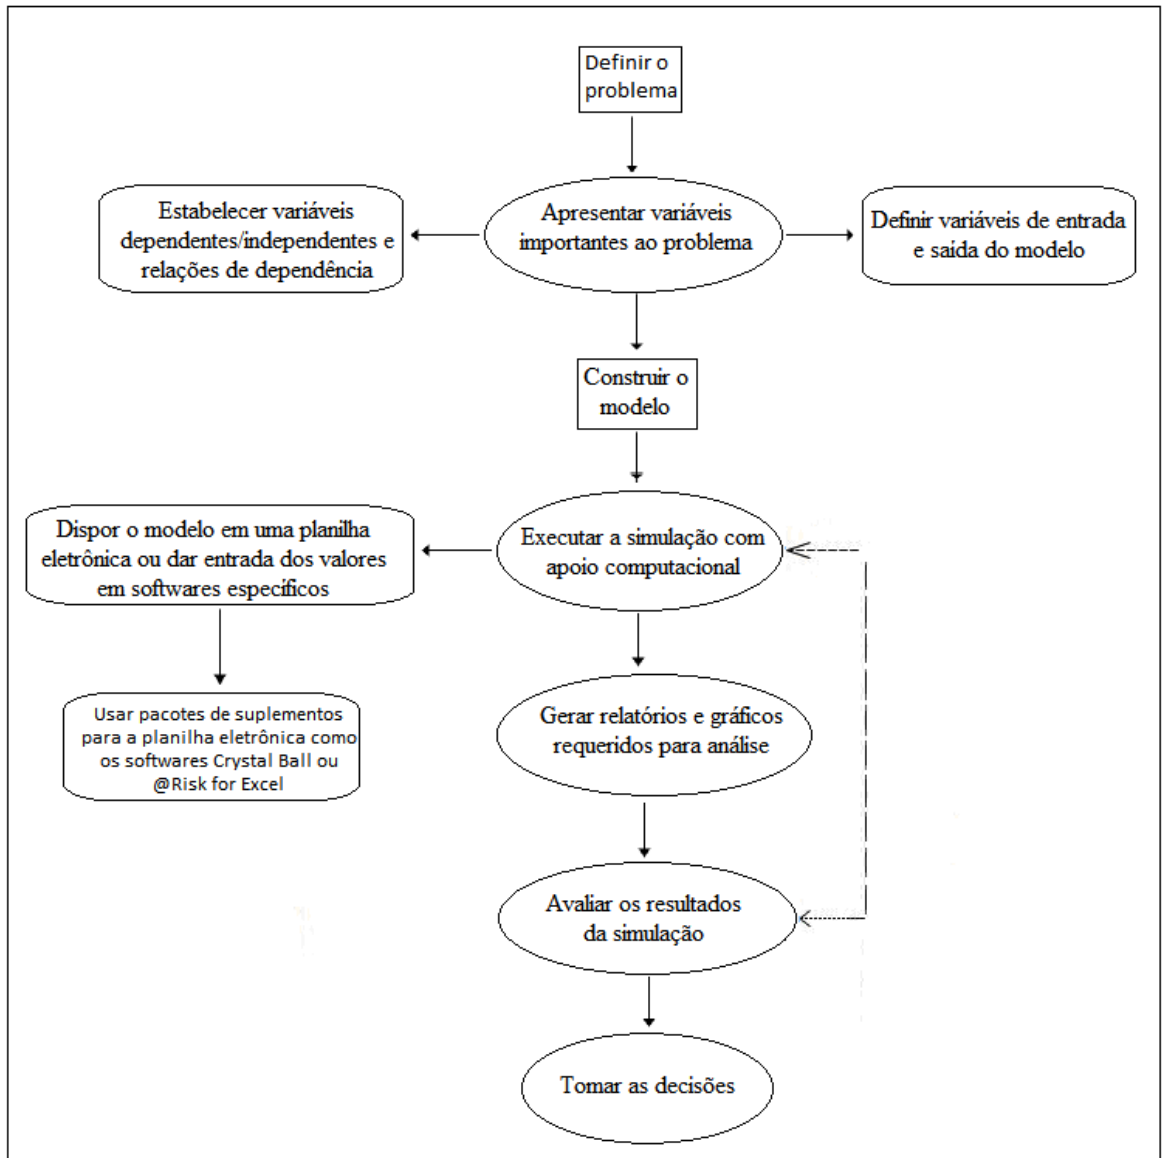 Definir o
problema
Estabelecer variáveis
dependentes/independentes e
relações de dependência
Apresentar variáveis
importantes ao problema
Definir variáveis de entrada
e saída do modelo
Construir o
modelo
Dispor o modelo em uma planilha
eletrônica ou dar entrada dos valores
em softwares específicos
Executar a simulação com
apoio computacional
Usar pacotes de suplementos
para a planilha eletrônica como
os softwares Crystal Ball ou
@Risk for Excel
Gerar relatórios e gráficos
requeridos para análise
Avaliar os resultados
da simulação
Tomar as decisões